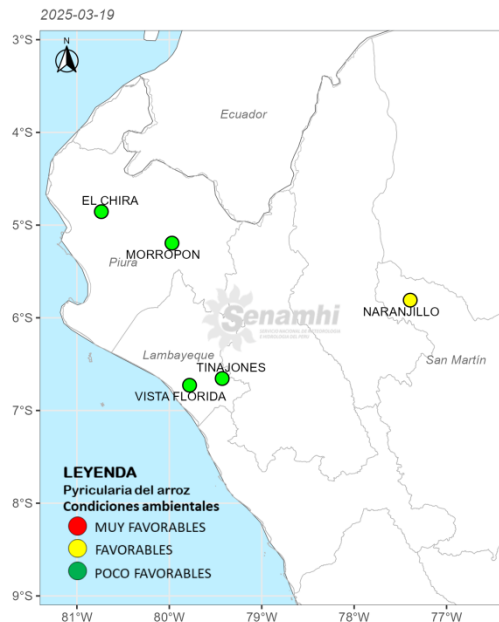 2025-03-19
3°S
N
Ecuador
4°S
EL CHIRA
5°S
MORROPON
Piura
NARANJILLO
6°S
Senamhi
Lambayeque
TINAJONES
San Martín
VISTA FLORIDA
7°S
LEYENDA
Pyricularia del arroz
Condiciones ambientales
MUY FAVORABLES
8°S
FAVORABLES
POCO FAVORABLES
9°S
81°W 80°W 79°W 78°W 77°W